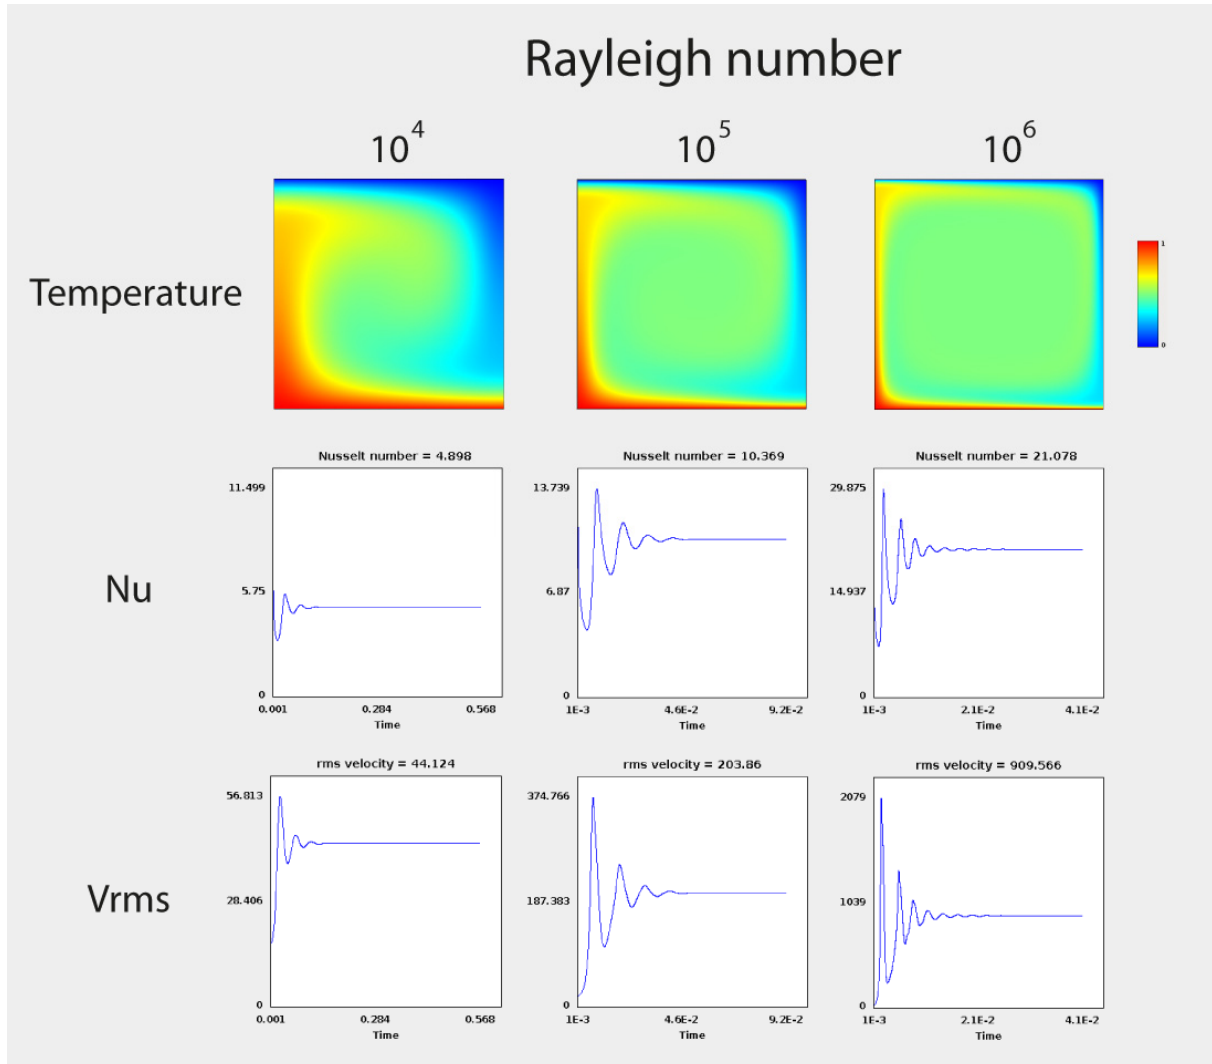 Rayleigh number
10^4 10^5 10^6
Temperature
1
0
Nusselt number = 4.898 Nusselt number = 10.369 Nusselt number = 21.078
11.499 13.739 29.875
Nu
5.75 6.87 14.937
0 0 0
0.001 0.284 0.568 1E-3 4.6E-2 9.2E-2 1E-3 2.1E-2 4.1E-2
Time Time Time
rms velocity = 44.124 rms velocity = 203.86 rms velocity = 909.566
56.813 374.766 2079
Vrms
28.406 187.383 1039
0 0 0
0.001 0.284 0.568 1E-3 4.6E-2 9.2E-2 1E-3 2.1E-2 4.1E-2
Time Time Time